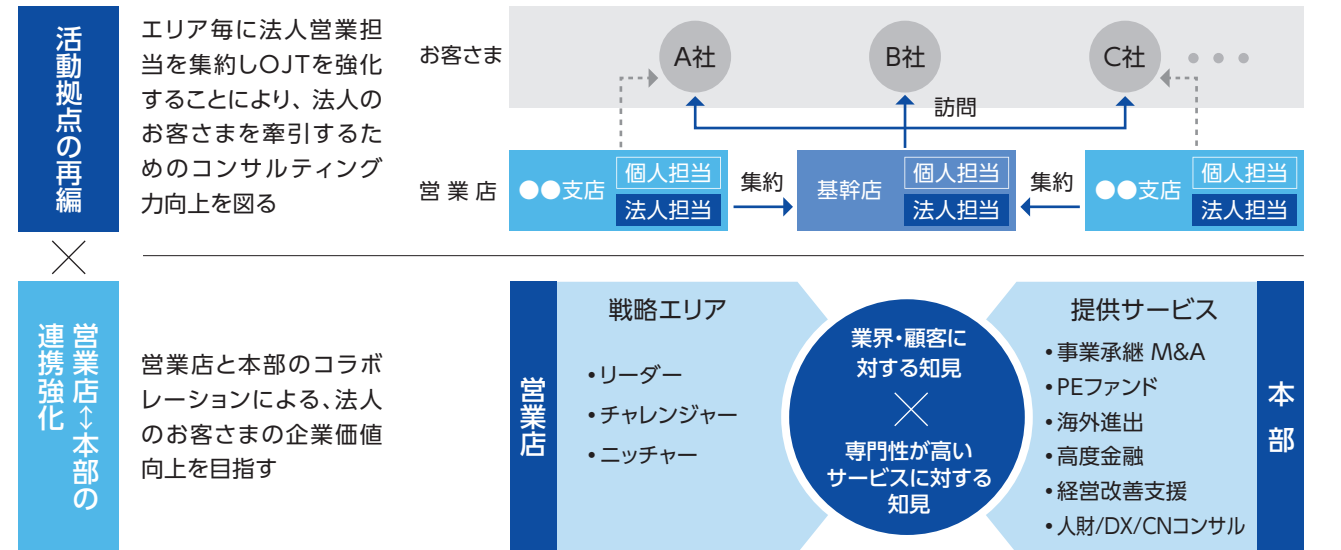 活動拠点の再編
エリア毎に法人営業担
当を集約しOJTを強化
することにより、法人の
お客さまを牽引するた
めのコンサルティング
力向上を図る
お客さま
A社
B社
C社
・・・
訪問
営業店
●●支店
個人担当
法人担当
集約
基幹店
個人担当
法人担当
集約
●●支店
個人担当
法人担当
×
営業店↔本部の
連携強化
営業店と本部のコラボ
レーションによる、法人
のお客さまの企業価値
向上を目指す
営業店
戦略エリア
•リーダー
•チャレンジャー
•ニッチャー
業界・顧客に
対する知見
×
専門性が高い
サービスに対する
知見
提供サービス
•事業承継 M&A
•PEファンド
•海外進出
•高度金融
•経営改善支援
•人財/DX/CNコンサル
本部